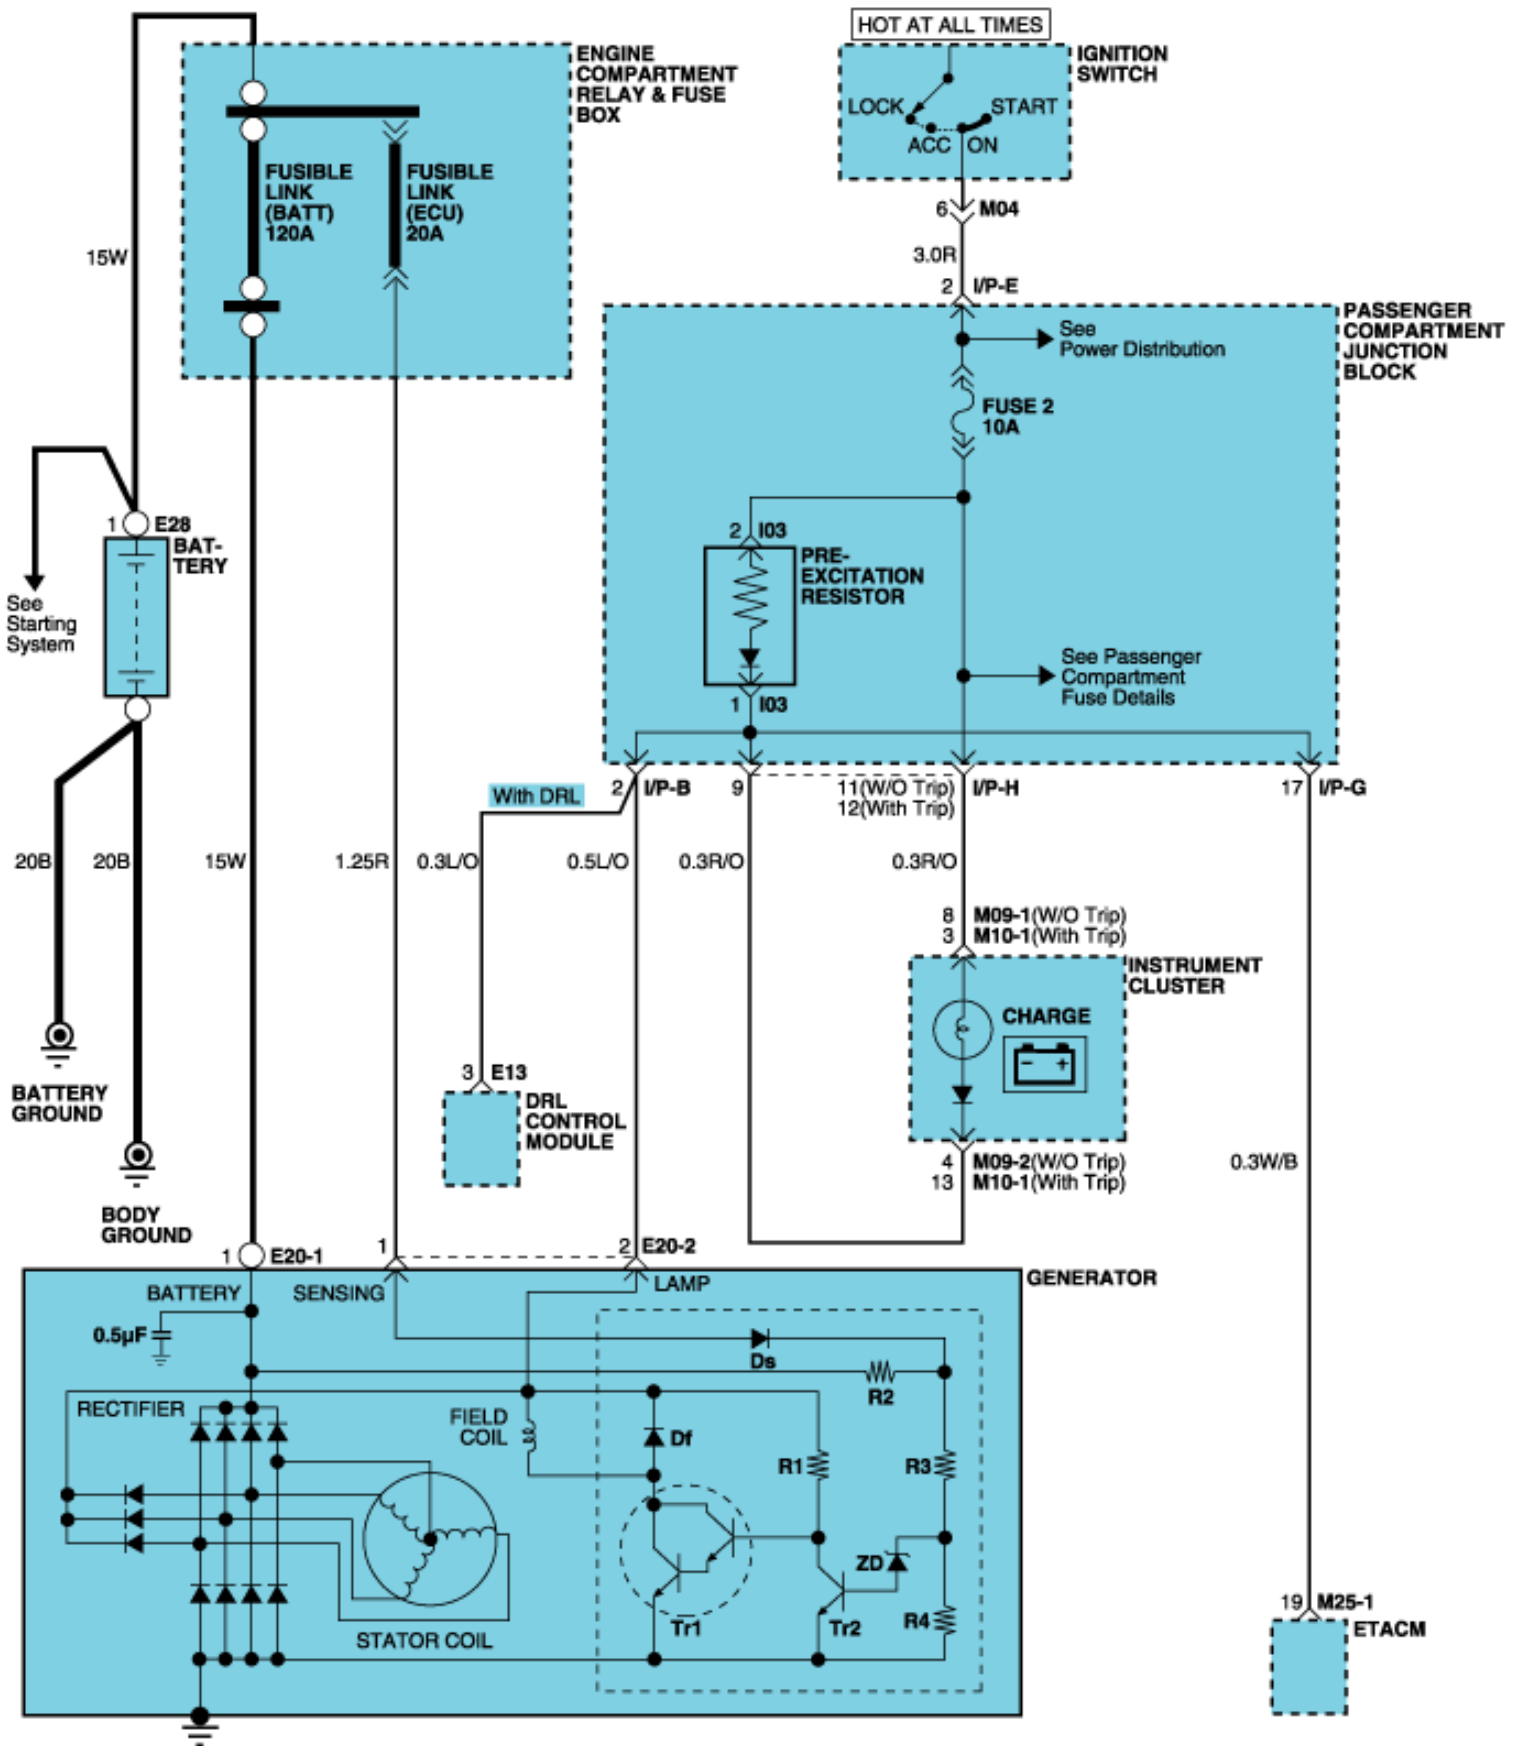 HOT AT ALL TIMES
ENGINE
COMPARTMENT
RELAY & FUSE
BOX
IGNITION
SWITCH
LOCK
START
ACC
ON
FUSIBLE
LINK
(BATT)
120A
FUSIBLE
LINK
(ECU)
20A
6
M04
15W
3.0R
2
I/P-E
PASSENGER
COMPARTMENT
JUNCTION
BLOCK
See
Power Distribution
FUSE 2
10A
1
E28
BAT-
TERY
2
I03
PRE-
EXCITATION
RESISTOR
See
Starting
System
See Passenger
Compartment
Fuse Details
1
I03
With DRL
2
I/P-B
9
11(W/O Trip)
12(With Trip)
I/P-H
17
I/P-G
20B
20B
15W
1.25R
0.3L/O
0.5L/O
0.3R/O
0.3R/O
8
M09-1(W/O Trip)
3
M10-1(With Trip)
INSTRUMENT
CLUSTER
CHARGE
- +
BATTERY
GROUND
3
E13
DRL
CONTROL
MODULE
4
M09-2(W/O Trip)
13
M10-1(With Trip)
0.3W/B
BODY
GROUND
1
E20-1
1
2
E20-2
GENERATOR
BATTERY
SENSING
LAMP
0.5µF
Ds
R2
RECTIFIER
FIELD
COIL
Df
R1
R3
ZD
R4
Tr1
Tr2
STATOR COIL
19
M25-1
ETACM